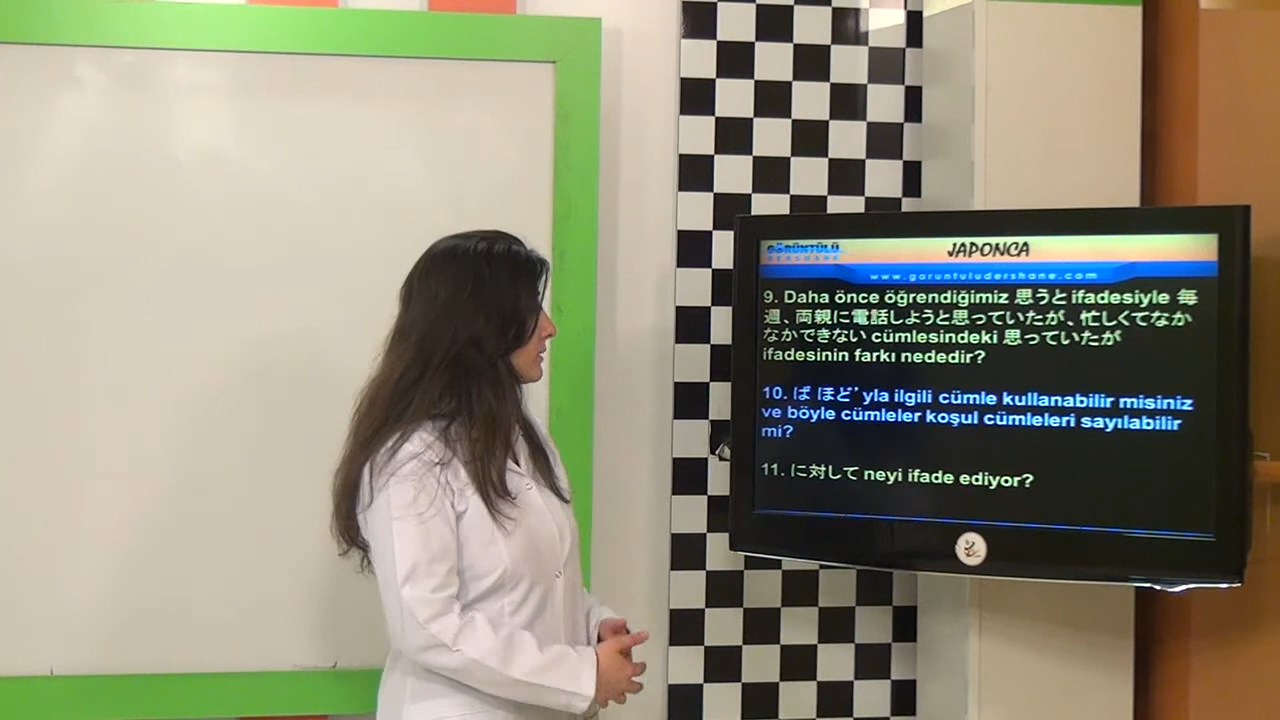 GÖRÜNTÜLÜ
DERSHANE
JAPONCA
www.goruntuludershane.com
9. Daha önce öğrendiğimiz 思うと ifadesiyle 毎
週、両親に電話しようと思っていたが、忙しくてなか
なかできない cümlesindeki 思っていたが
ifadesinin farkı nededir?
10. ば ほど'yla ilgili cümle kullanabilir misiniz
ve böyle cümleler koşul cümleleri sayılabilir
mi?
11. に対して neyi ifade ediyor?